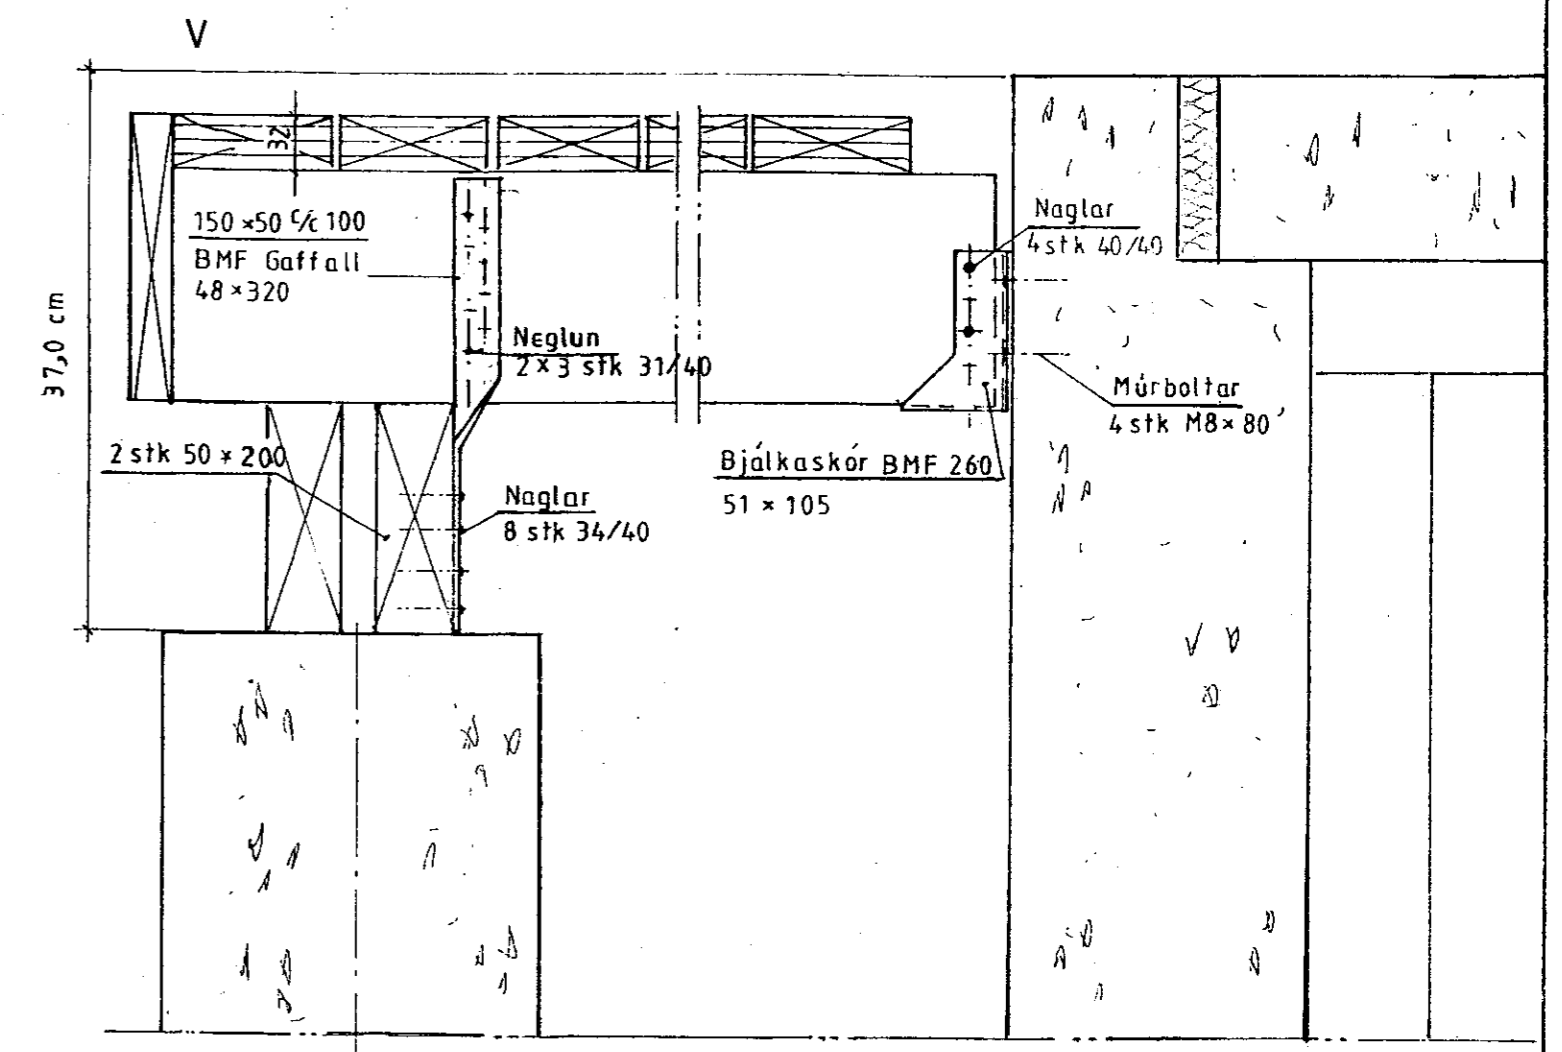 V
32
150 ×50 c/c 100
BMF Gaffall
48 ×320
37,0 cm
Neglun
2 × 3 stk 31/40
Naglar
4 stk 40/40
Múrboltar
4 stk M8× 80
2 stk 50 × 200
Bjálkaskór BMF 260
51 × 105
Naglar
8 stk 34/40